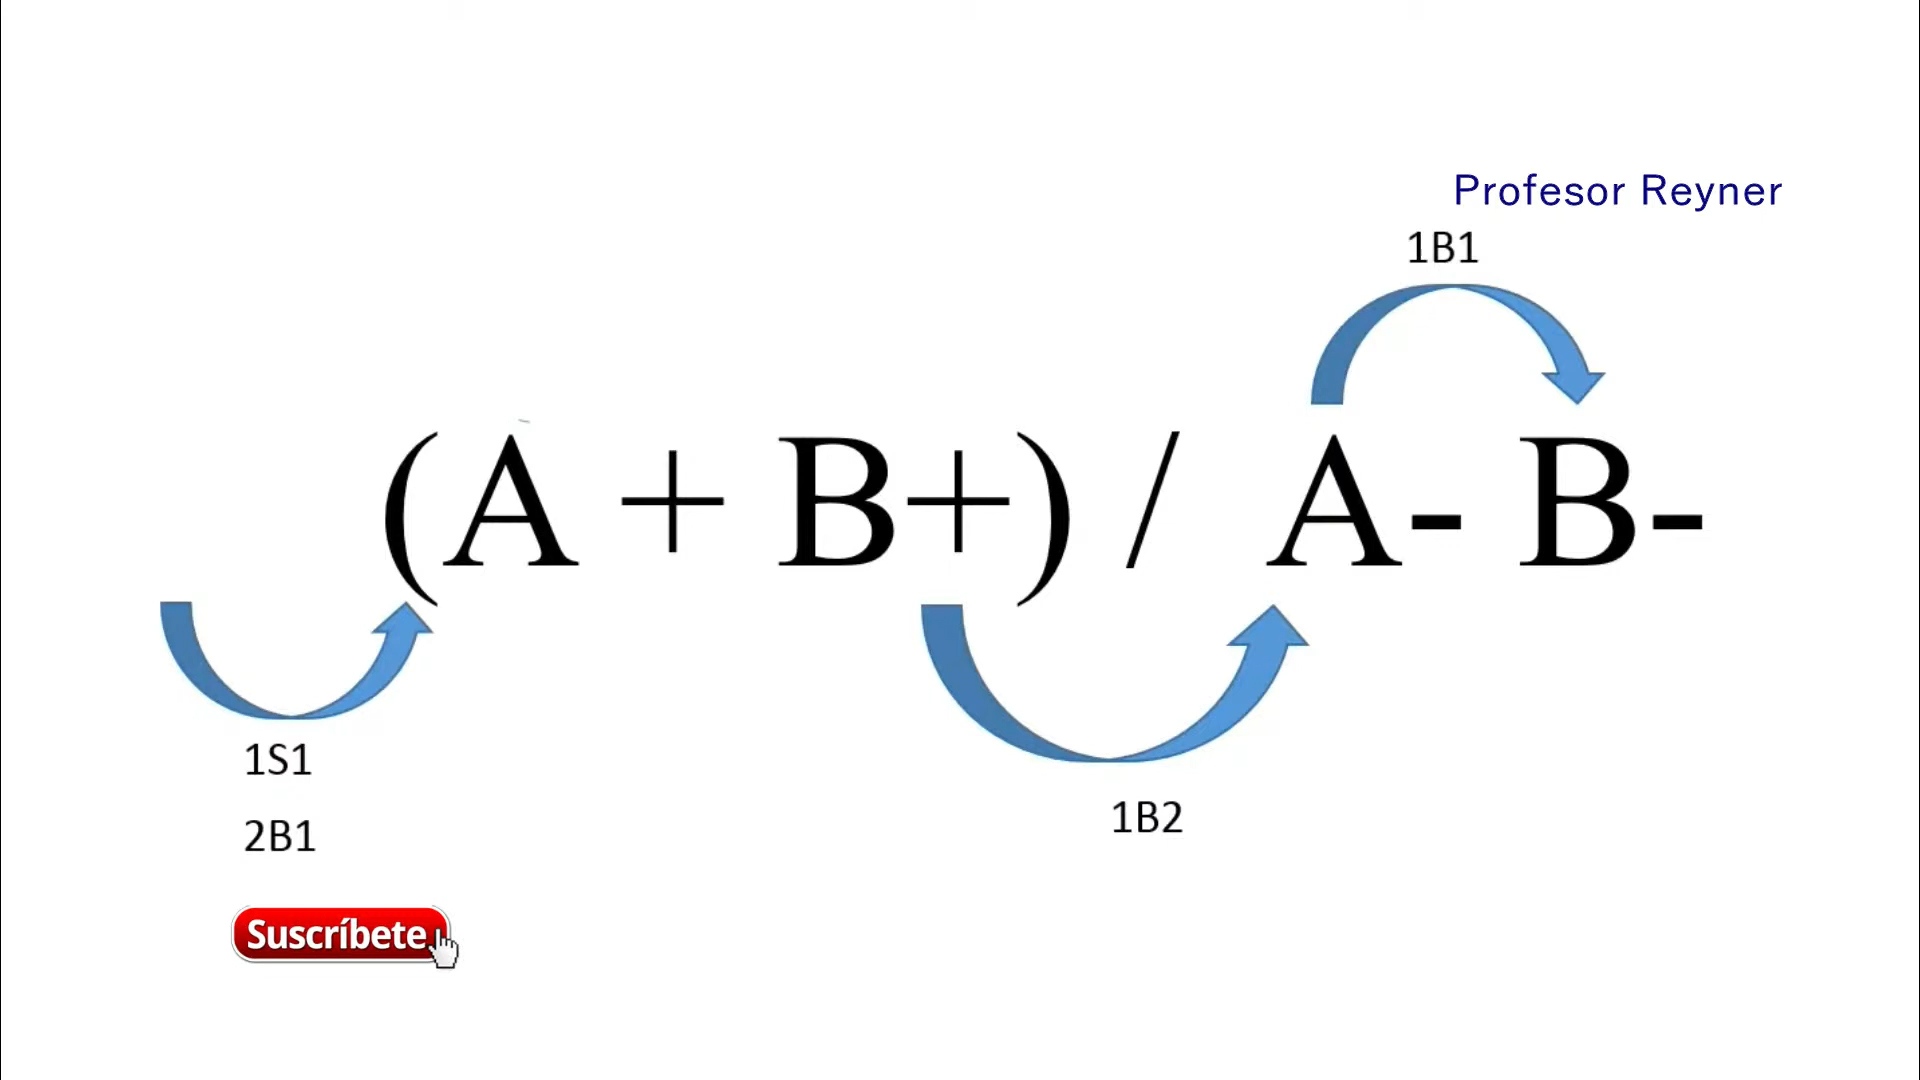 Profesor Reyner
1B1
(A + B+) / A- B-
1S1
2B1
1B2
Suscríbete